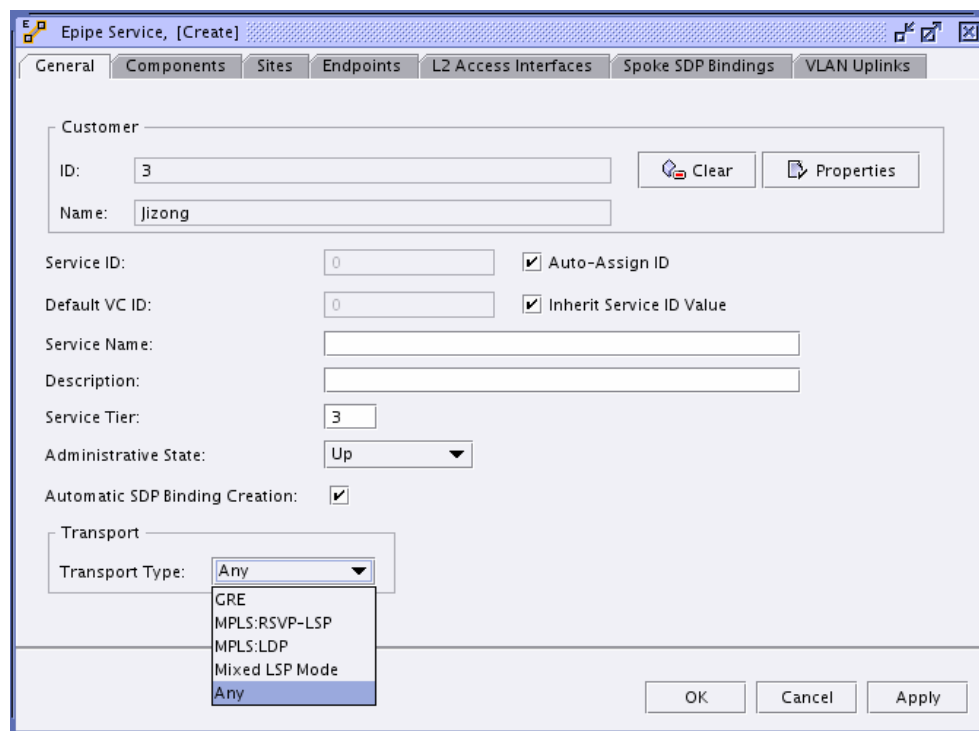 Epipe Service, [Create]
General Components Sites Endpoints L2 Access Interfaces Spoke SDP Bindings VLAN Uplinks
Customer
ID: 3 Clear Properties
Name: Jizong
Service ID: 0 Auto-Assign ID
Default VC ID: 0 Inherit Service ID Value
Service Name:
Description:
Service Tier: 3
Administrative State: Up
Automatic SDP Binding Creation:
Transport
Transport Type: Any
GRE
MPLS:RSVP-LSP
MPLS:LDP
Mixed LSP Mode
Any
OK Cancel Apply